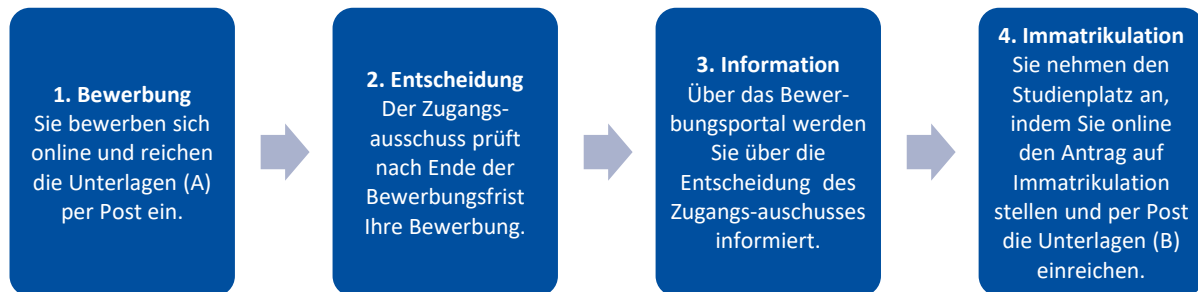 1. Bewerbung
Sie bewerben sich
online und reichen
die Unterlagen (A)
per Post ein.
2. Entscheidung
Der Zugangs-
ausschuss prüft
nach Ende der
Bewerbungsfrist
Ihre Bewerbung.
3. Information
Über das Bewer-
bungsportal werden
Sie über die
Entscheidung des
Zugangs-auschusses
informiert.
4. Immatrikulation
Sie nehmen den
Studienplatz an,
indem Sie online
den Antrag auf
Immatrikulation
stellen und per Post
die Unterlagen (B)
einreichen.